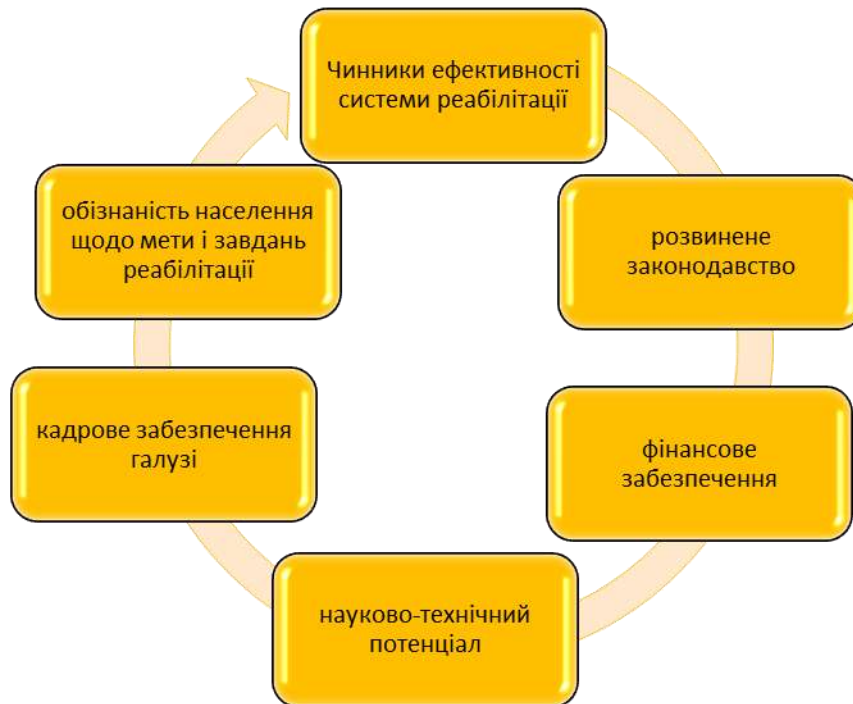 Чинники ефективності
системи реабілітації
розвинене
законодавство
фінансове
забезпечення
науково-технічний
потенціал
кадрове забезпечення
галузі
обізнаність населення
щодо мети і завдань
реабілітації